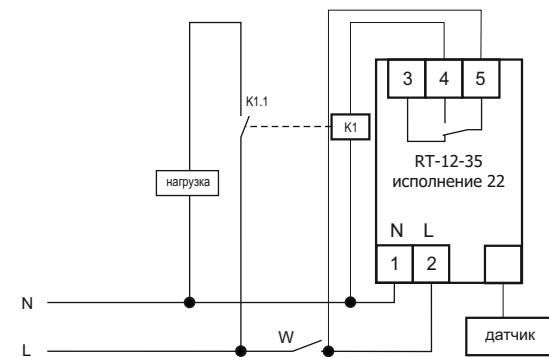 3 4 5
K1.1
K1
RT-12-35
исполнение 22
нагрузка
N L
1 2
N
W
L
датчик